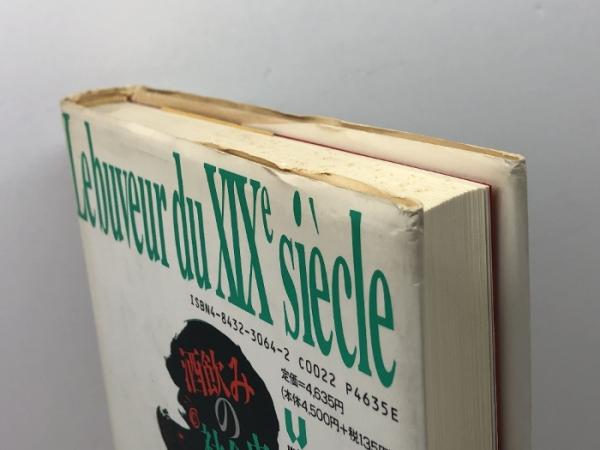 Le buveur du XIXe siècle
ISBN4-8432-3064-2 C0022 P4635E
定価=4,635円
(本体4,500円+税135円
酒飲み
の